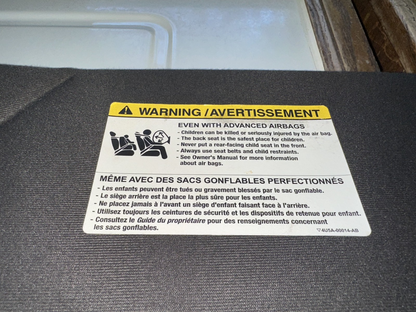 WARNING/AVERTISSEMENT
EVEN WITH ADVANCED AIRBAGS
- Children can be killed or seriously injured by the air bag.
- The back seat is the safest place for children.
- Never put a rear-facing child seat in the front.
- Always use seat belts and child restraints.
- See Owner's Manual for more information
about air bags.
MÊME AVEC DES SACS GONFLABLES PERFECTIONNÉS
- Les enfants peuvent être tués ou gravement blessés par le sac gonflable.
- Le siège arrière est la place la plus sûre pour les enfants.
- Ne placez jamais à l'avant un siège d'enfant faisant face à l'arrière.
- Utilisez toujours les ceintures de sécurité et les dispositifs de retenue pour enfant.
- Consultez le Guide du propriétaire pour des renseignements concernant
les sacs gonflables.